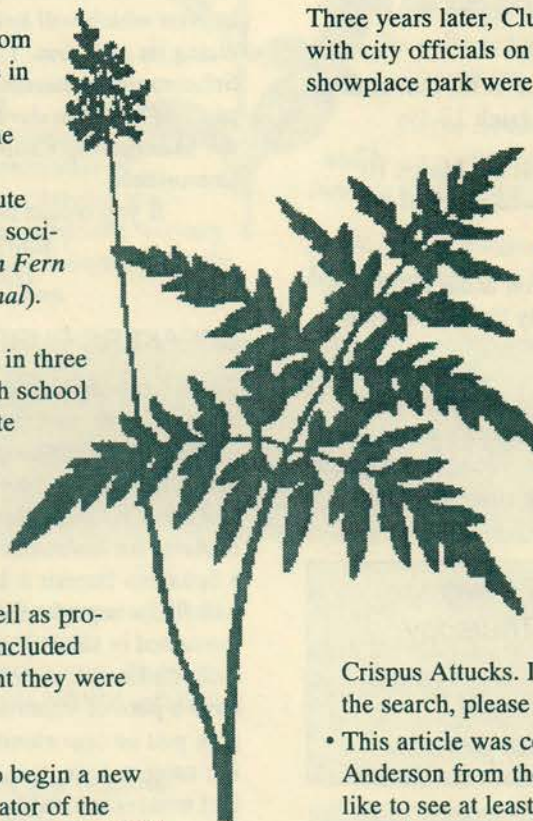 om
in
he
ute
soci-
n Fern
nal).
in three
h school
te
ell as pro-
ncluded
nt they were
o begin a new
ator of the
Three years later, Clu
with city officials on
showplace park were
Crispus Attucks. I
the search, please
• This article was co
Anderson from the
like to see at least